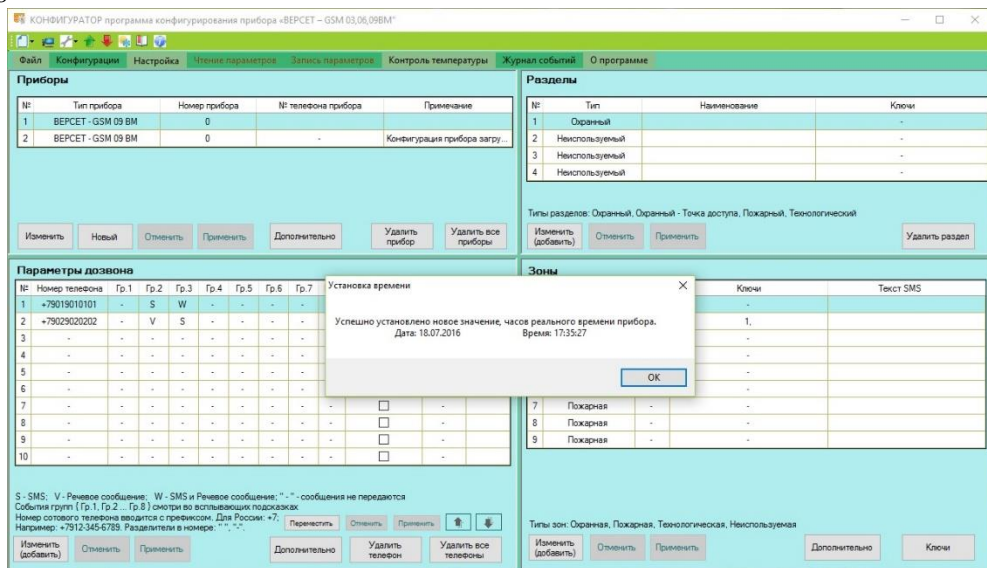 КОНФИГУРАТОР программа конфигурирования прибора «ВЕРСЕТ – GSM 03,06,09ВМ"
Файл Конфигурации Настройка Чтение параметров Запись параметров Контроль температуры Журнал событий О программе
Приборы
№ Тип прибора Номер прибора № телефона прибора Примечание
1 ВЕРСЕТ - GSM 09 ВМ 0
2 ВЕРСЕТ - GSM 09 ВМ 0 - Конфигурация прибора загру...
Изменить Новый Отменить Применить Дополнительно Удалить прибор Удалить все приборы
Разделы
№ Тип Наименование Ключи
1 Охранный -
2 Неиспользуемый -
3 Неиспользуемый -
4 Неиспользуемый -
Типы разделов: Охранный, Охранный - Точка доступа, Пожарный, Технологический
Изменить (добавить) Отменить Применить Удалить раздел
Параметры дозвона
№ Номер телефона Гр.1 Гр.2 Гр.3 Гр.4 Гр.5 Гр.6 Гр.7
1 +79019010101 - S W - - - -
2 +79029020202 - V S - - - -
3 - - - - - - - -
4 - - - - - - - -
5 - - - - - - - -
6 - - - - - - - -
7 - - - - - - - - - -
8 - - - - - - - - - -
9 - - - - - - - - - -
10 - - - - - - - - - -
S - SMS; V - Речевое сообщение; W - SMS и Речевое сообщение; " - " - сообщения не передаются
События групп ( Гр.1, Гр.2 ... Гр.8 ) смотри во всплывающих подсказках
Номер сотового телефона вводится с префиксом. Для России: +7;
Например: +7912-345-6789. Разделители в номере: " ", "-".
Переместить Отменить Применить
Изменить (добавить) Отменить Применить Дополнительно Удалить телефон Удалить все телефоны
Установка времени
Успешно установлено новое значение, часов реального времени прибора.
Дата: 18.07.2016 Время: 17:35:27
OK
Зоны
Ключи Текст SMS
-
1,
-
-
-
-
7 Пожарная - -
8 Пожарная - -
9 Пожарная - -
Типы зон: Охранная, Пожарная, Технологическая, Неиспользуемая
Изменить (добавить) Отменить Применить Дополнительно Ключи